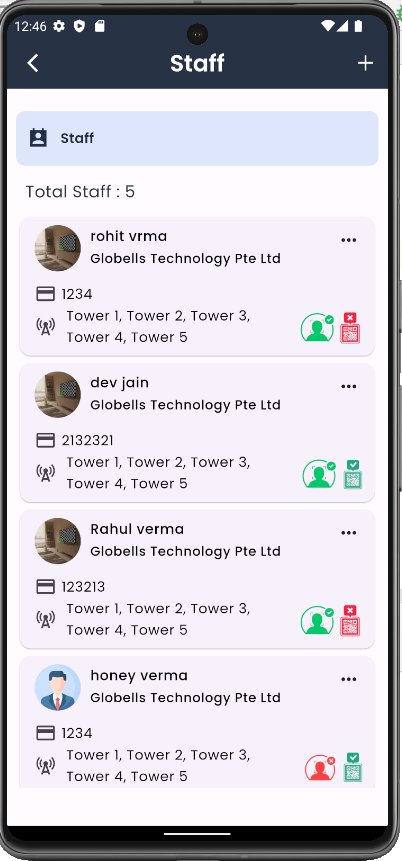 12:46
Staff
Staff
Total Staff : 5
rohit vrma
Globells Technology Pte Ltd
1234
Tower 1, Tower 2, Tower 3,
Tower 4, Tower 5
dev jain
Globells Technology Pte Ltd
2132321
Tower 1, Tower 2, Tower 3,
Tower 4, Tower 5
Rahul verma
Globells Technology Pte Ltd
123213
Tower 1, Tower 2, Tower 3,
Tower 4, Tower 5
honey verma
Globells Technology Pte Ltd
1234
Tower 1, Tower 2, Tower 3,
Tower 4, Tower 5